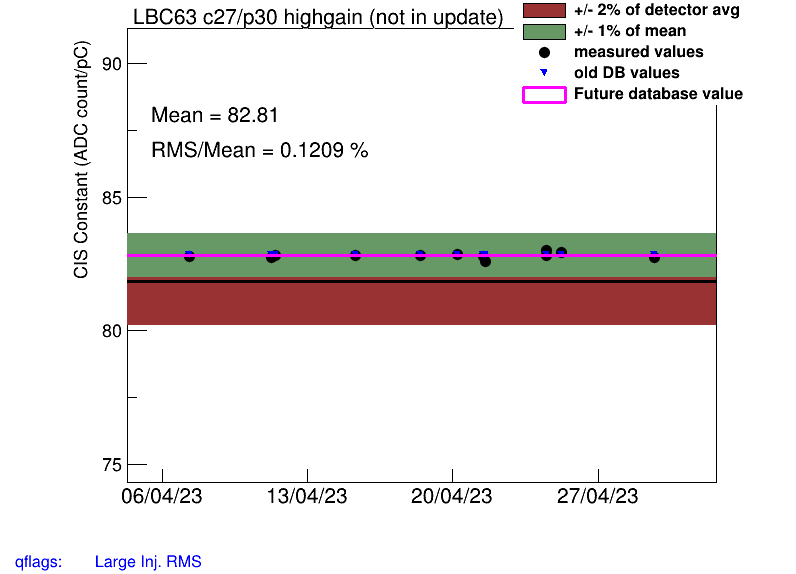 LBC63 c27/p30 highgain (not in update)
+/- 2% of detector avg
+/- 1% of mean
measured values
old DB values
Future database value
Mean = 82.81
RMS/Mean = 0.1209 %
CIS Constant (ADC count/pC)
90
85
80
75
06/04/23 13/04/23 20/04/23 27/04/23
qflags: Large Inj. RMS